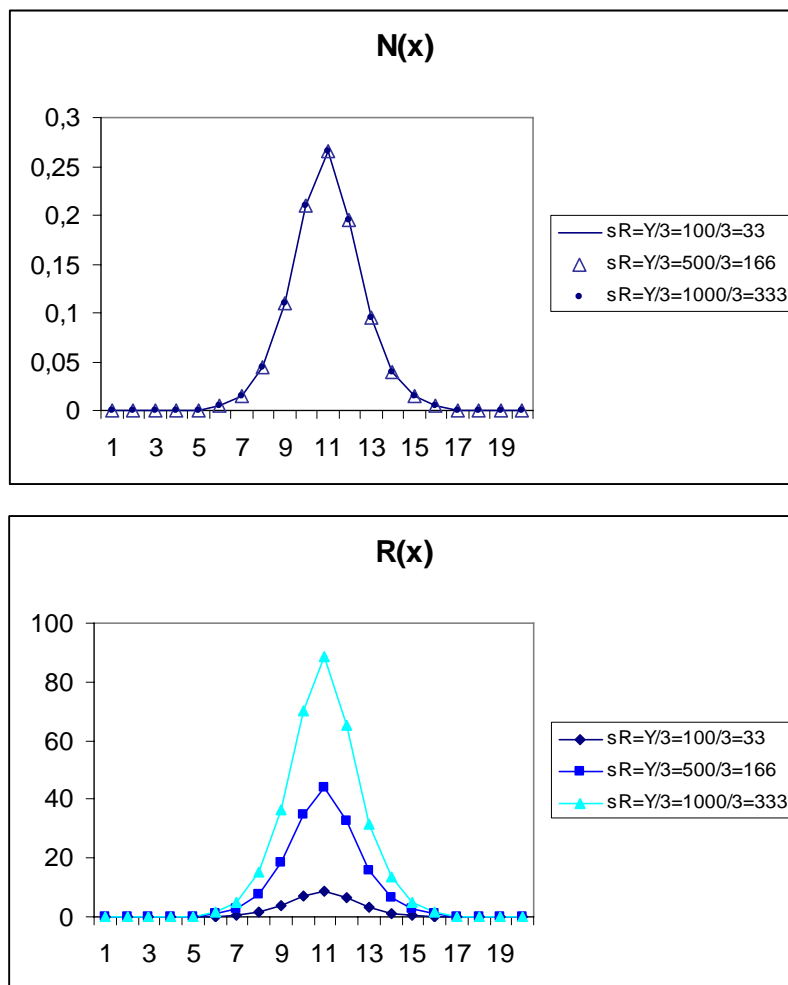 N(x)
0,3
0,25
0,2
0,15
0,1
0,05
0
1 3 5 7 9 11 13 15 17 19
sR=Y/3=100/3=33
sR=Y/3=500/3=166
sR=Y/3=1000/3=333
R(x)
100
80
60
40
20
0
1 3 5 7 9 11 13 15 17 19
sR=Y/3=100/3=33
sR=Y/3=500/3=166
sR=Y/3=1000/3=333